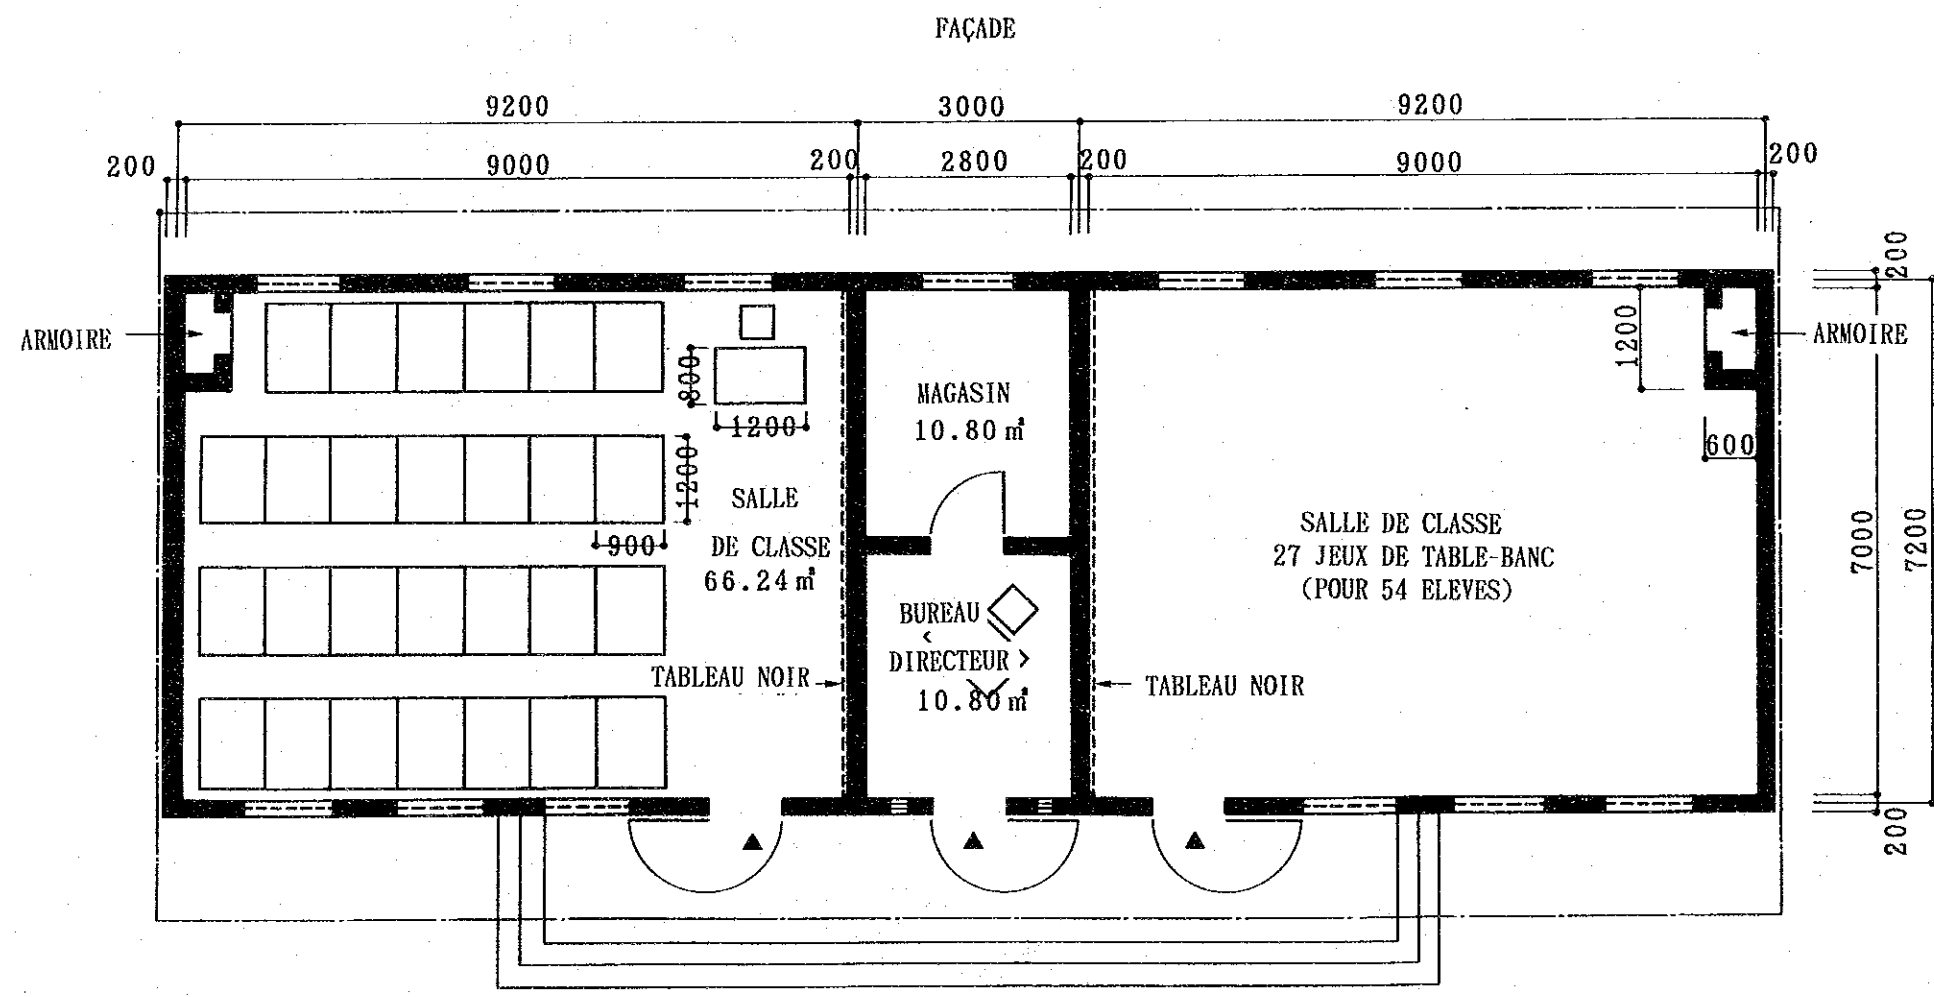 FAÇADE
9200
3000
9200
200
9000
200
2800
200
9000
200
200
ARMOIRE
800
1200
MAGASIN
10.80 ㎡
1200
ARMOIRE
600
1200
900
SALLE
DE CLASSE
66.24 ㎡
SALLE DE CLASSE
27 JEUX DE TABLE-BANC
(POUR 54 ELEVES)
7000
7200
BUREAU
DIRECTEUR
10.80 ㎡
TABLEAU NOIR
TABLEAU NOIR
200